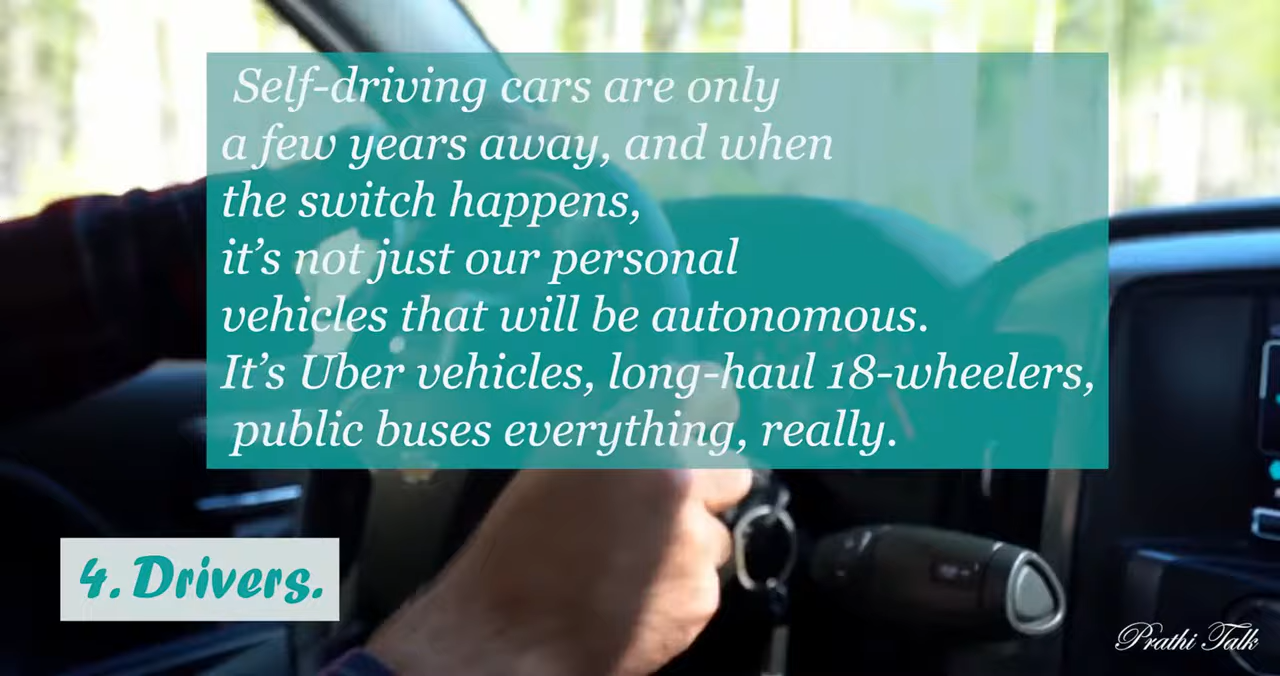 Self-driving cars are only
a few years away, and when
the switch happens,
it’s not just our personal
vehicles that will be autonomous.
It’s Uber vehicles, long-haul 18-wheelers,
public buses everything, really.
4. Drivers.
Prathi Talk